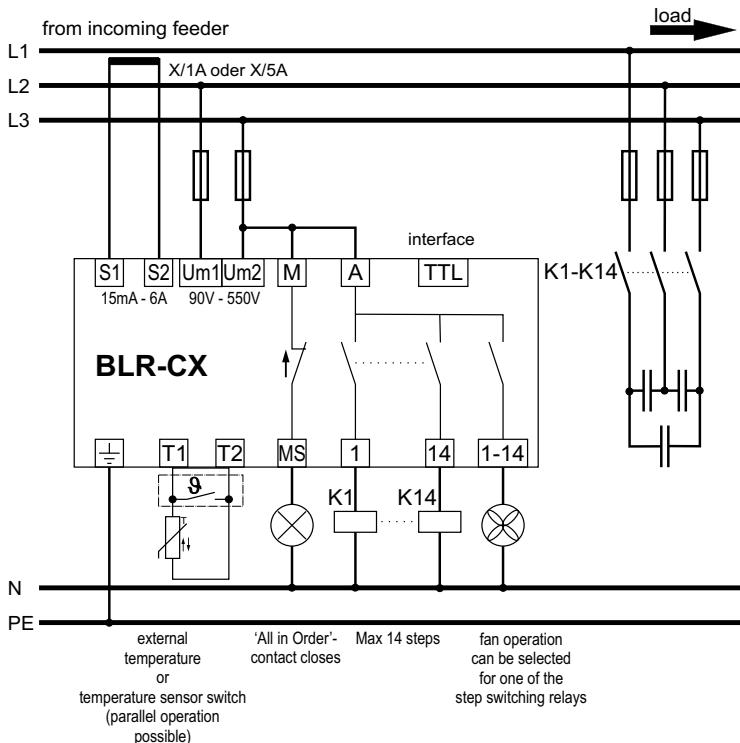 from incoming feeder
load
L1
X/1A oder X/5A
L2
L3
interface
S1 S2 Um1 Um2 M A TTL
K1-K14
15mA - 6A 90V - 550V
BLR-CX
T1 T2 MS 1 14 1-14
ϑ
K1 K14
T
N
PE
external
temperature
or
temperature sensor switch
(parallel operation
possible)
'All in Order'-
contact closes
Max 14 steps
fan operation
can be selected
for one of the
step switching relays